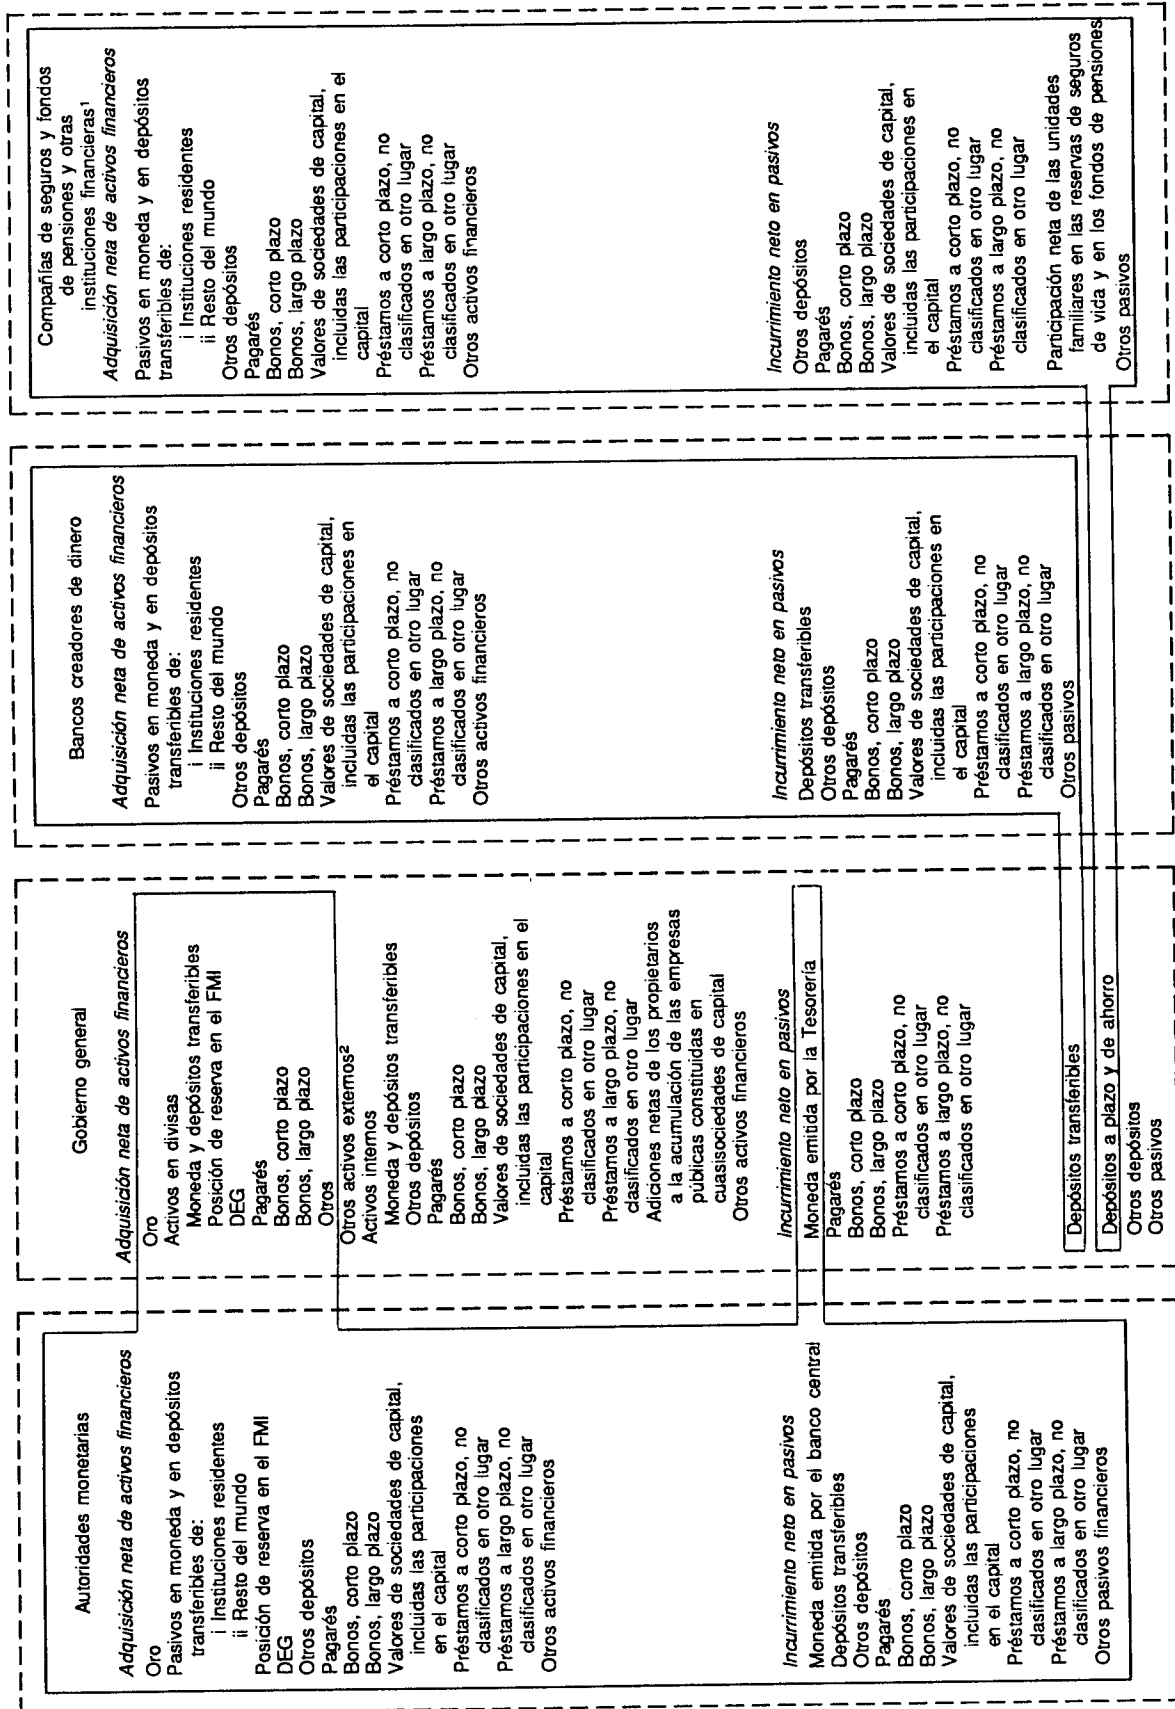 Autoridades monetarias
Adquisición neta de activos financieros
Oro
Pasivos en moneda y en depósitos
transferibles de:
i Instituciones residentes
ii Resto del mundo
Posición de reserva en el FMI
DEG
Otros depósitos
Pagarés
Bonos, corto plazo
Bonos, largo plazo
Valores de sociedades de capital,
incluidas las participaciones
en el capital
Préstamos a corto plazo, no
clasificados en otro lugar
Préstamos a largo plazo, no
clasificados en otro lugar
Otros activos financieros
Incurrimiento neto en pasivos
Moneda emitida por el banco central
Depósitos transferibles
Otros depósitos
Pagarés
Bonos, corto plazo
Bonos, largo plazo
Valores de sociedades de capital,
incluidas las participaciones
en el capital
Préstamos a corto plazo, no
clasificados en otro lugar
Préstamos a largo plazo, no
clasificados en otro lugar
Otros pasivos financieros
Gobierno general
Adquisición neta de activos financieros
Oro
Activos en divisas
Moneda y depósitos transferibles
Posición de reserva en el FMI
DEG
Pagarés
Bonos, corto plazo
Bonos, largo plazo
Otros
Otros activos externos²
Activos internos
Moneda y depósitos transferibles
Otros depósitos
Pagarés
Bonos, corto plazo
Bonos, largo plazo
Valores de sociedades de capital,
incluidas las participaciones en el
capital
Préstamos a corto plazo, no
clasificados en otro lugar
Préstamos a largo plazo, no
clasificados en otro lugar
Adiciones netas de los propietarios
a la acumulación de las empresas
públicas constituidas en
cuasisociedades de capital
Otros activos financieros
Incurrimiento neto en pasivos
Moneda emitida por la Tesorería
Pagarés
Bonos, corto plazo
Bonos, largo plazo
Préstamos a corto plazo, no
clasificados en otro lugar
Préstamos a largo plazo, no
clasificados en otro lugar
Depósitos transferibles
Depósitos a plazo y de ahorro
Otros depósitos
Otros pasivos
Bancos creadores de dinero
Adquisición neta de activos financieros
Pasivos en moneda y en depósitos
transferibles de:
i Instituciones residentes
ii Resto del mundo
Otros depósitos
Pagarés
Bonos, corto plazo
Bonos, largo plazo
Valores de sociedades de capital,
incluidas las participaciones en
el capital
Préstamos a corto plazo, no
clasificados en otro lugar
Préstamos a largo plazo, no
clasificados en otro lugar
Otros activos financieros
Incurrimiento neto en pasivos
Depósitos transferibles
Otros depósitos
Pagarés
Bonos, corto plazo
Bonos, largo plazo
Valores de sociedades de capital,
incluidas las participaciones en
el capital
Préstamos a corto plazo, no
clasificados en otro lugar
Préstamos a largo plazo, no
clasificados en otro lugar
Otros pasivos
Compañías de seguros y fondos
de pensiones y otras
instituciones financieras¹
Adquisición neta de activos financieros
Pasivos en moneda y en depósitos
transferibles de:
i Instituciones residentes
ii Resto del mundo
Otros depósitos
Pagarés
Bonos, corto plazo
Bonos, largo plazo
Valores de sociedades de capital,
incluidas las participaciones en el
capital
Préstamos a corto plazo, no
clasificados en otro lugar
Préstamos a largo plazo, no
clasificados en otro lugar
Otros activos financieros
Incurrimiento neto en pasivos
Otros depósitos
Pagarés
Bonos, corto plazo
Bonos, largo plazo
Valores de sociedades de capital,
incluidas las participaciones en
el capital
Préstamos a corto plazo, no
clasificados en otro lugar
Préstamos a largo plazo, no
clasificados en otro lugar
Participación neta de las unidades
familiares en las reservas de seguros
de vida y en los fondos de pensiones
Otros pasivos